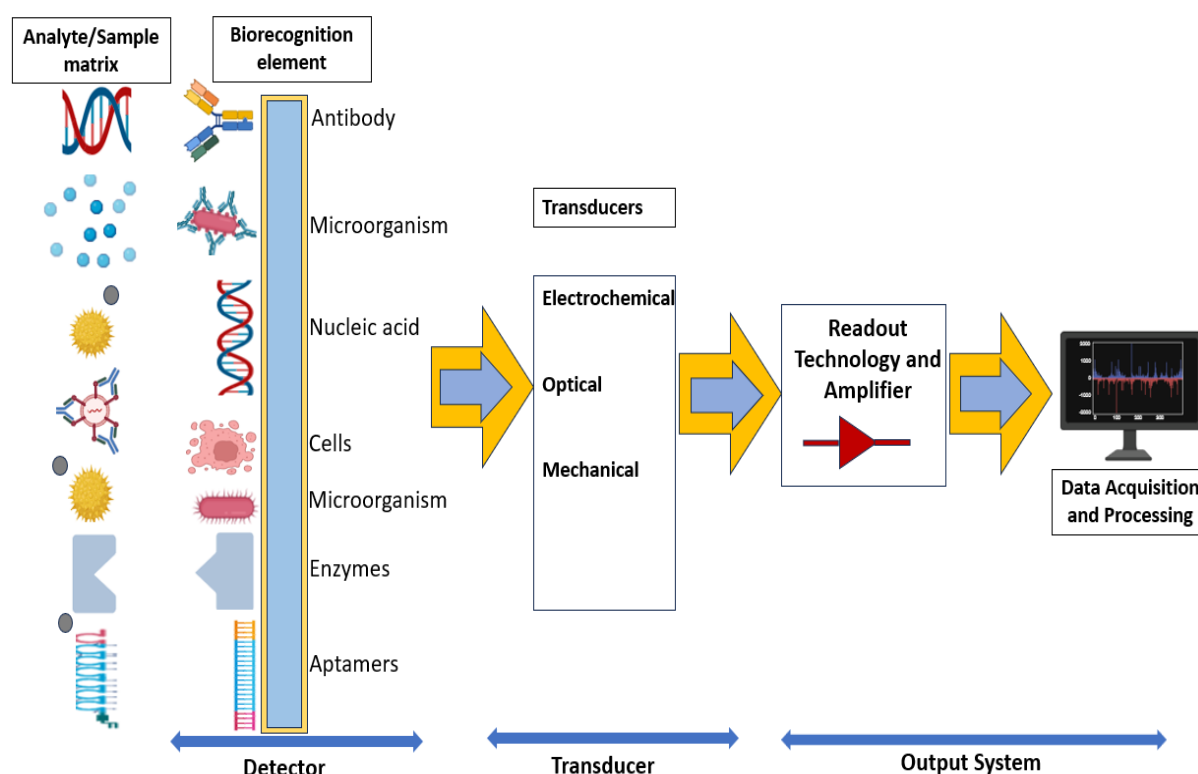 Analyte/Sample
matrix
Biorecognition
element
Antibody
Microorganism
Nucleic acid
Cells
Microorganism
Enzymes
Aptamers
Detector
Transducers
Electrochemical
Optical
Mechanical
Transducer
Readout
Technology and
Amplifier
Output System
Data Acquisition
and Processing